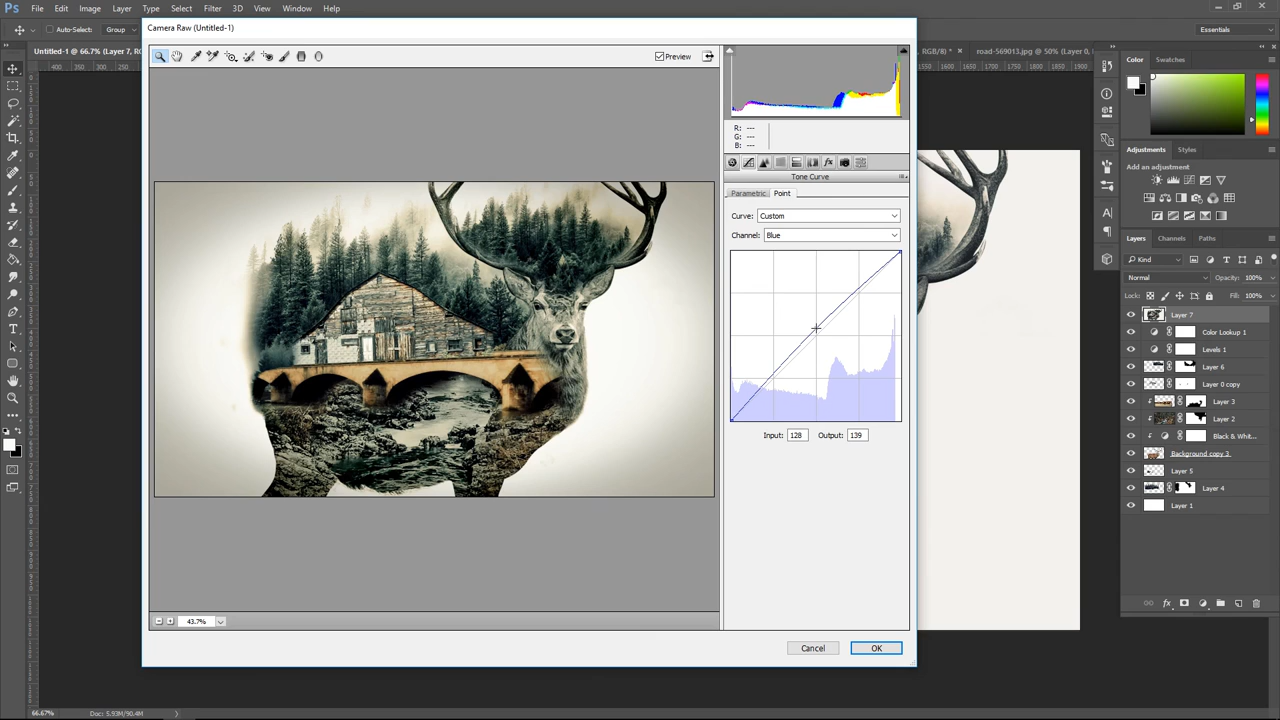 Ps File Edit Image Layer Type Select Filter 3D View Window Help
Auto-Select: Group
Essentials
Camera Raw (Untitled-1)
Untitled-1 @ 66.7% (Layer 7, R
RGB/8) * ×
road-569013.jpg @ 50% (Layer 0,
Preview
R: ---
G: ---
B: ---
Tone Curve
Parametric Point
Curve: Custom
Channel: Blue
Input: 128 Output: 139
43.7%
Cancel OK
Color Swatches
Adjustments Styles
Add an adjustment
Layers Channels Paths
Kind
Normal Opacity: 100%
Lock: Fill: 100%
Layer 7
Color Lookup 1
Levels 1
Layer 6
Layer 0 copy
Layer 3
Layer 2
Black & Whit...
Background copy 3
Layer 5
Layer 4
Layer 1
66.67% Doc: 5.93M/90.4M